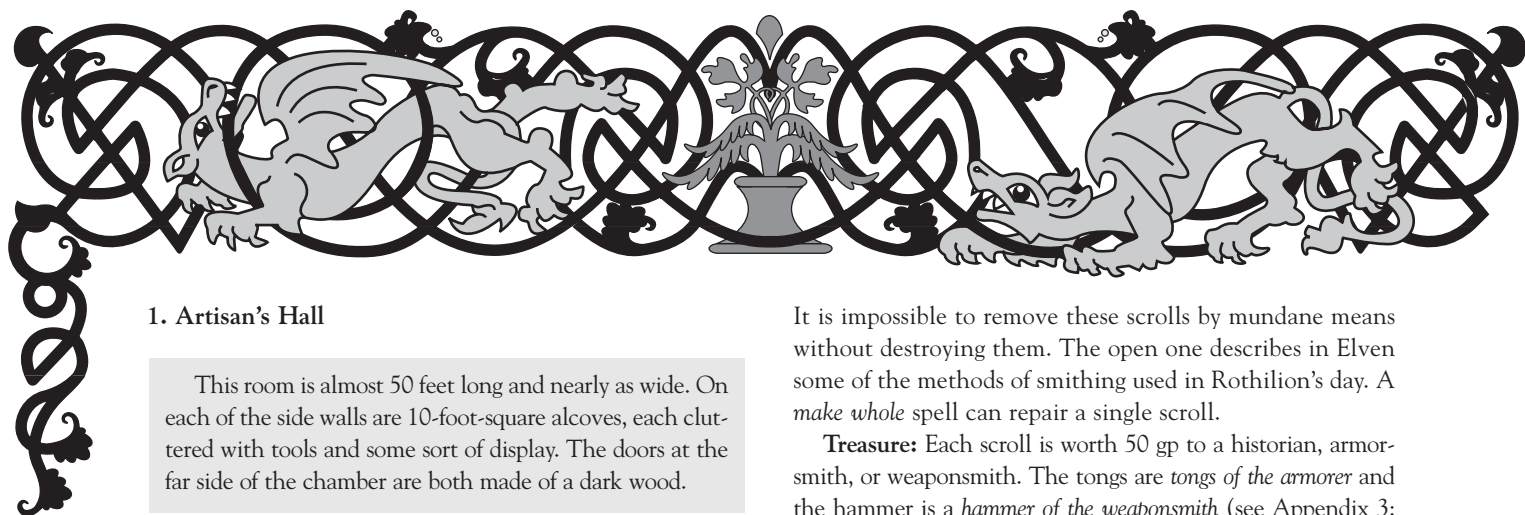 1. Artisan's Hall
This room is almost 50 feet long and nearly as wide. On
each of the side walls are 10-foot-square alcoves, each clut-
tered with tools and some sort of display. The doors at the
far side of the chamber are both made of a dark wood.
It is impossible to remove these scrolls by mundane means
without destroying them. The open one describes in Elven
some of the methods of smithing used in Rothilion's day. A
make whole spell can repair a single scroll.
Treasure: Each scroll is worth 50 gp to a historian, armor-
smith, or weaponsmith. The tongs are tongs of the armorer and
the hammer is a hammer of the weaponsmith (see Appendix 3: